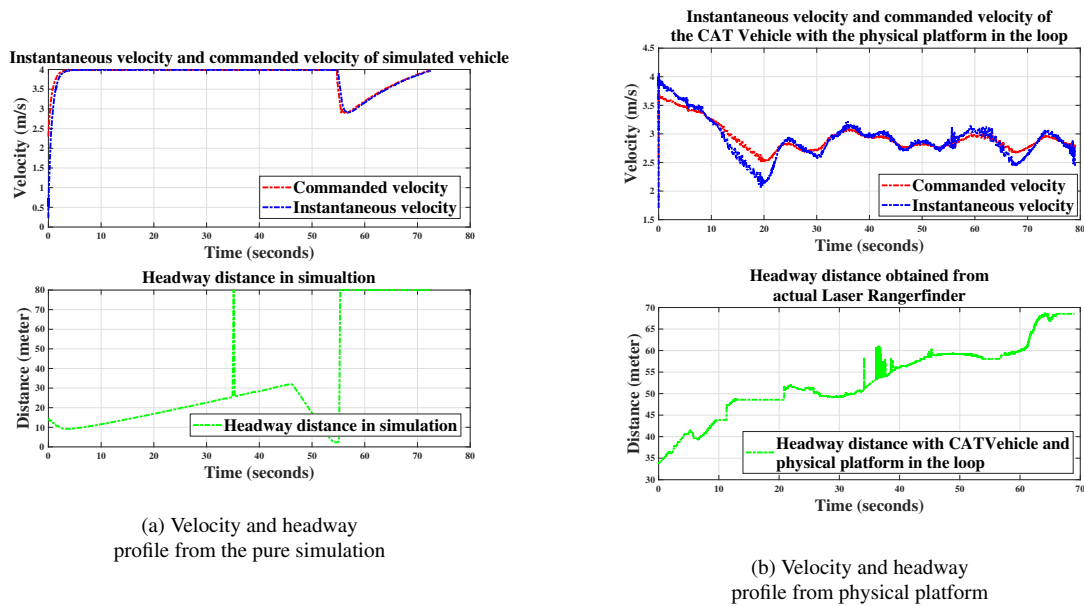 Instantaneous velocity and commanded velocity of simulated vehicle
4
3.5
3
2.5
2
1.5
1
0.5
0
Velocity (m/s)
Commanded velocity
Instantaneous velocity
0 10 20 30 40 50 60 70 80
Time (seconds)
Headway distance in simualtion
80
70
60
50
40
30
20
10
0
Distance (meter)
Headway distance in simulation
0 10 20 30 40 50 60 70 80
Time (seconds)
(a) Velocity and headway
profile from the pure simulation
Instantaneous velocity and commanded velocity of
the CAT Vehicle with the physical platform in the loop
4.5
4
3.5
3
2.5
2
1.5
Velocity (m/s)
Commanded velocity
Instantaneous velocity
0 10 20 30 40 50 60 70 80
Time (seconds)
Headway distance obtained from
actual Laser Rangerfinder
70
65
60
55
50
45
40
35
30
Distance (meter)
Headway distance with CATVehicle and
physical platform in the loop
0 10 20 30 40 50 60 70
Time (seconds)
(b) Velocity and headway
profile from physical platform